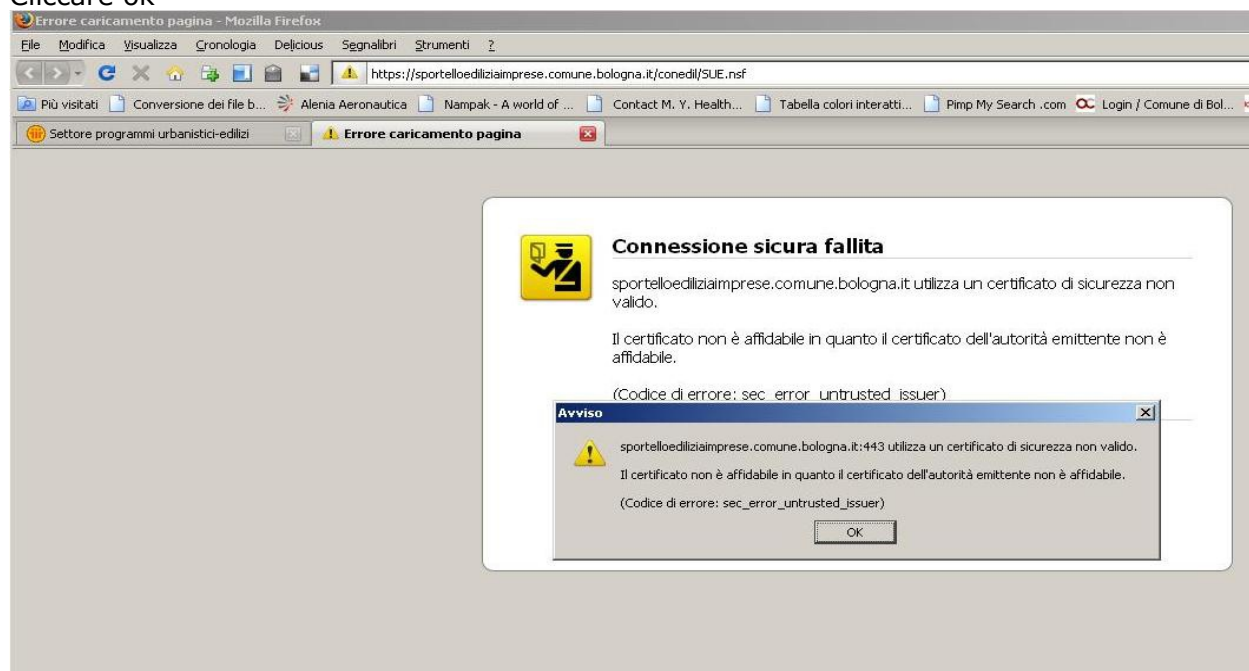 Cliccare ok
Errore caricamento pagina - Mozilla Firefox
File Modifica Visualizza Cronologia Delicious Segnalibri Strumenti ?
https://sportelloediliziaimprese.comune.bologna.it/conedil/SUE.nsf
Più visitati Conversione dei file b... Alenia Aeronautica Nampak - A world of ... Contact M. Y. Health... Tabella colori interatti... Pimp My Search .com Login / Comune di Bol...
Settore programmi urbanistici-edilizi Errore caricamento pagina
Connessione sicura fallita
sportelloediliziaimprese.comune.bologna.it utilizza un certificato di sicurezza non
valido.
Il certificato non è affidabile in quanto il certificato dell'autorità emittente non è
affidabile.
(Codice di errore: sec_error_untrusted_issuer)
Avviso
sportelloediliziaimprese.comune.bologna.it:443 utilizza un certificato di sicurezza non valido.
Il certificato non è affidabile in quanto il certificato dell'autorità emittente non è affidabile.
(Codice di errore: sec_error_untrusted_issuer)
OK